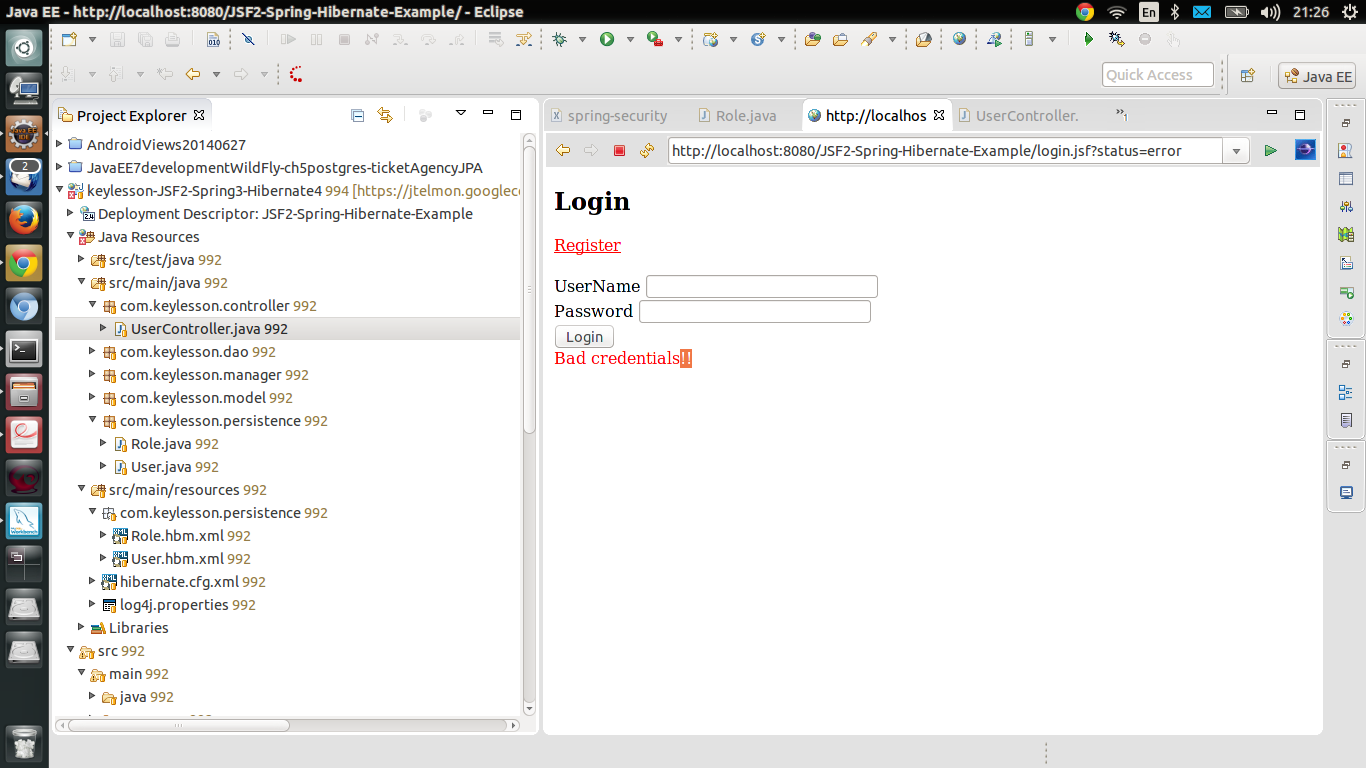 Java EE - http://localhost:8080/JSF2-Spring-Hibernate-Example/ - Eclipse
En
21:26
Quick Access
Java EE
Project Explorer
AndroidViews20140627
JavaEE7developmentWildFly-ch5postgres-ticketAgencyJPA
keylesson-JSF2-Spring3-Hibernate4 994 [https://jtelmon.googlec
Deployment Descriptor: JSF2-Spring-Hibernate-Example
Java Resources
src/test/java 992
src/main/java 992
com.keylesson.controller 992
UserController.java 992
com.keylesson.dao 992
com.keylesson.manager 992
com.keylesson.model 992
com.keylesson.persistence 992
Role.java 992
User.java 992
src/main/resources 992
com.keylesson.persistence 992
Role.hbm.xml 992
User.hbm.xml 992
hibernate.cfg.xml 992
log4j.properties 992
Libraries
src 992
main 992
java 992
spring-security
Role.java
http://localhos
UserController.
»1
http://localhost:8080/JSF2-Spring-Hibernate-Example/login.jsf?status=error
Login
Register
UserName
Password
Login
Bad credentials!!